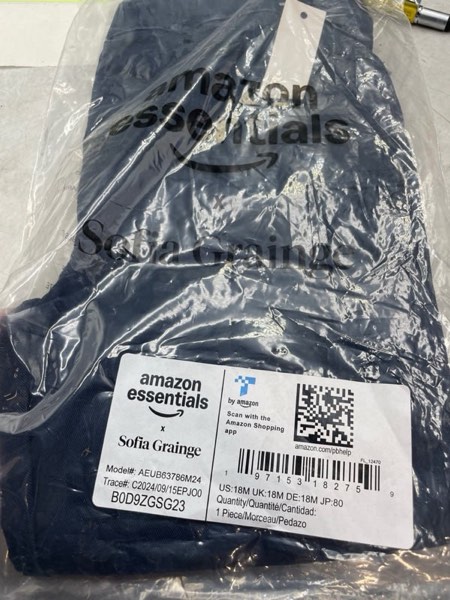 amazon
essentials
x
Sofia Grainge
amazon
essentials
x
Sofia Grainge
Model#: AEUB63786M24
Trace#: C2024/09/15EPJO0
B0D9ZGSG23
by amazon
Scan with the
Amazon Shopping
app
amazon.com/pbhelp
FL_12470
1 97153 18275 9
US:18M UK:18M DE:18M JP:80
Quantity/Quantité/Cantidad:
1 Piece/Morceau/Pedazo